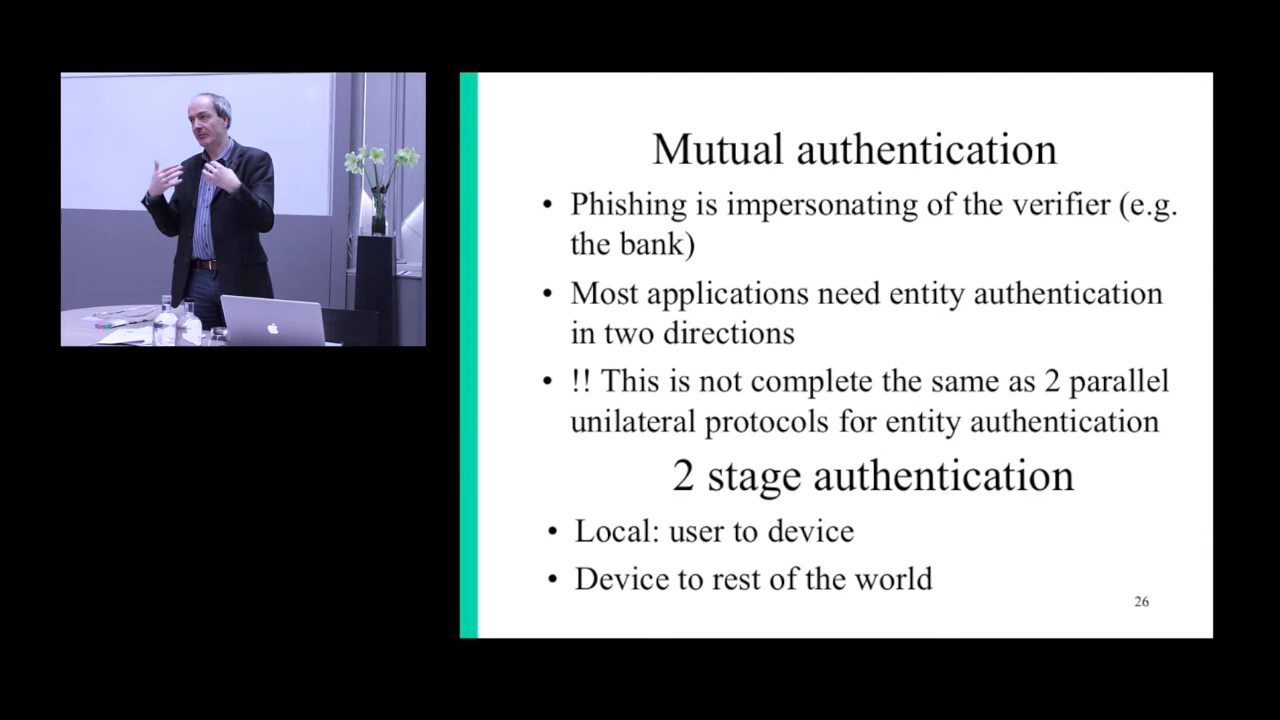 Mutual authentication
• Phishing is impersonating of the verifier (e.g.
the bank)
• Most applications need entity authentication
in two directions
• !! This is not complete the same as 2 parallel
unilateral protocols for entity authentication
2 stage authentication
• Local: user to device
• Device to rest of the world
26